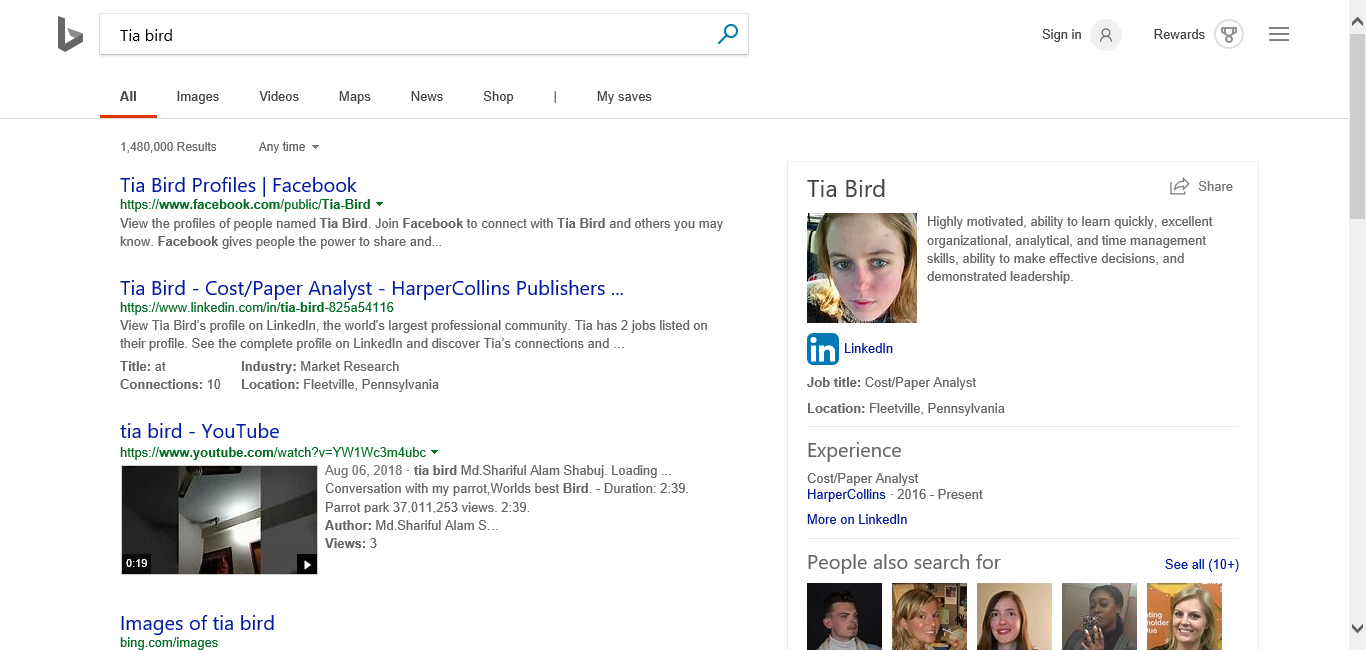 Tia bird
Sign in
Rewards
All
Images
Videos
Maps
News
Shop
|
My saves
1,480,000 Results
Any time
Tia Bird Profiles | Facebook
https://www.facebook.com/public/Tia-Bird
View the profiles of people named Tia Bird. Join Facebook to connect with Tia Bird and others you may
know. Facebook gives people the power to share and...
Tia Bird - Cost/Paper Analyst - HarperCollins Publishers ...
https://www.linkedin.com/in/tia-bird-825a54116
View Tia Bird's profile on LinkedIn, the world's largest professional community. Tia has 2 jobs listed on
their profile. See the complete profile on LinkedIn and discover Tia's connections and ...
Title: at
Industry: Market Research
Connections: 10
Location: Fleetville, Pennsylvania
tia bird - YouTube
https://www.youtube.com/watch?v=YW1Wc3m4ubc
0:19
Aug 06, 2018 · tia bird Md.Shariful Alam Shabuj. Loading ...
Conversation with my parrot,Worlds best Bird. - Duration: 2:39.
Parrot park 37,011,253 views. 2:39.
Author: Md.Shariful Alam S...
Views: 3
Images of tia bird
bing.com/images
Tia Bird
Share
Highly motivated, ability to learn quickly, excellent
organizational, analytical, and time management
skills, ability to make effective decisions, and
demonstrated leadership.
in LinkedIn
Job title: Cost/Paper Analyst
Location: Fleetville, Pennsylvania
Experience
Cost/Paper Analyst
HarperCollins · 2016 - Present
More on LinkedIn
People also search for
See all (10+)